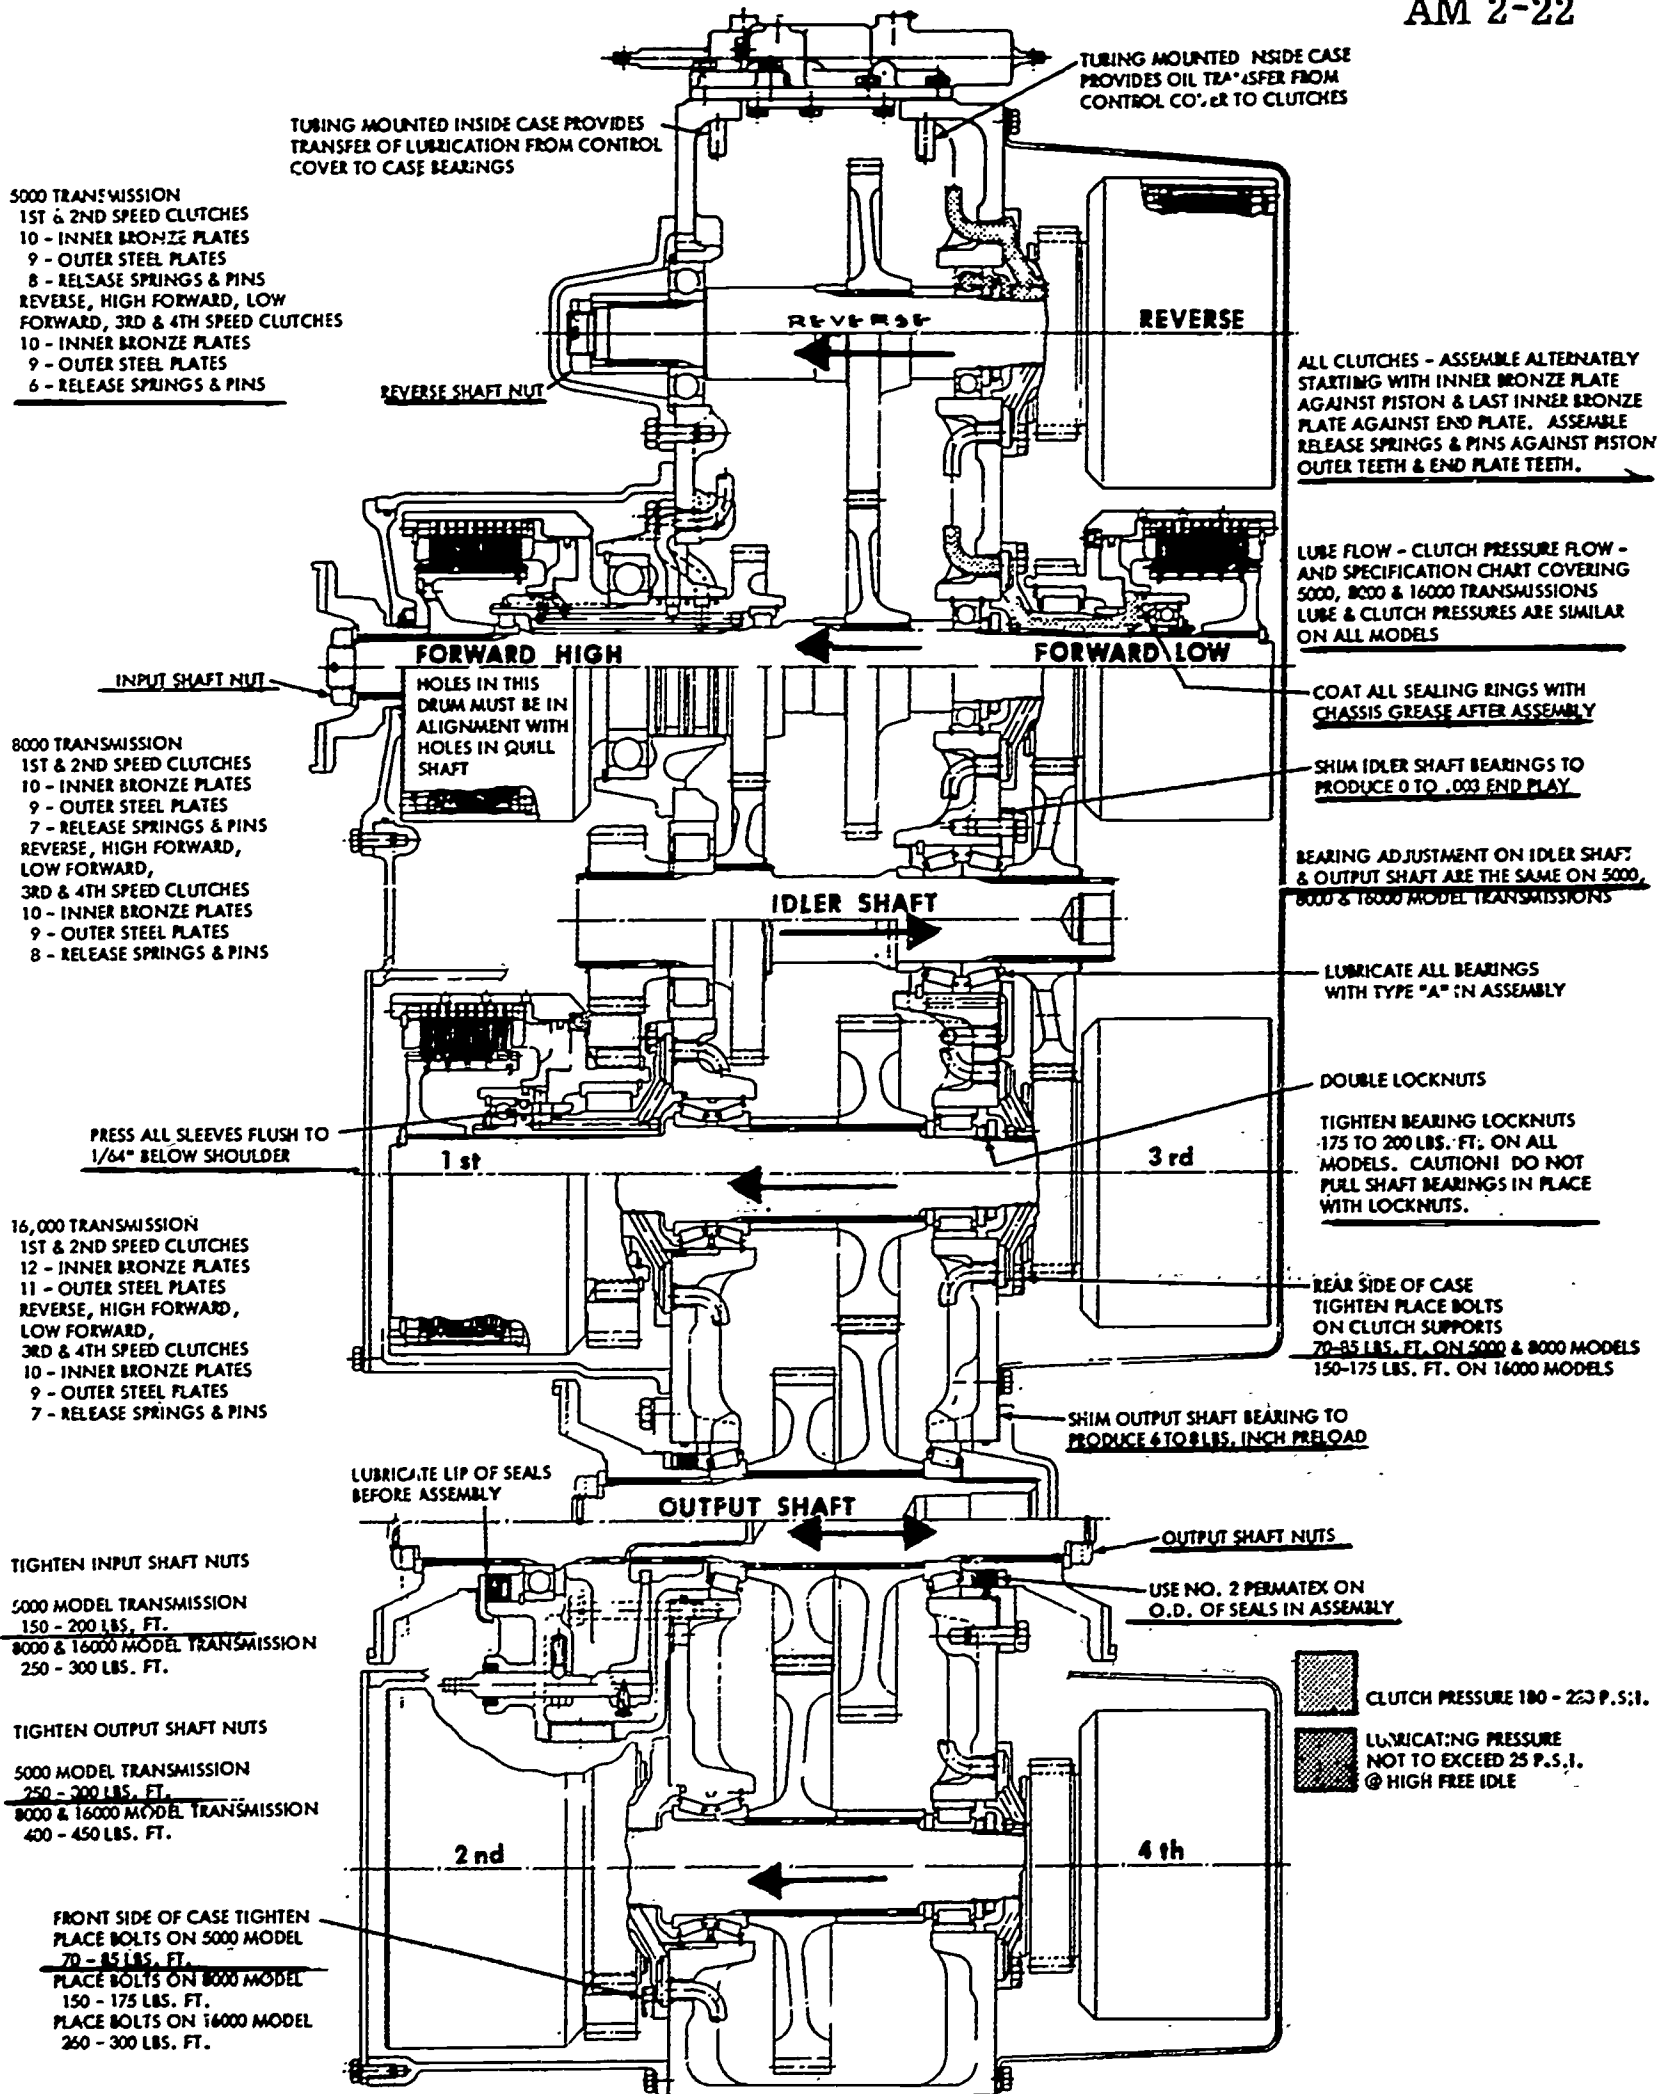 AM 2-22
TUBING MOUNTED INSIDE CASE
PROVIDES OIL TRANSFER FROM
CONTROL COVER TO CLUTCHES
TUBING MOUNTED INSIDE CASE PROVIDES
TRANSFER OF LUBRICATION FROM CONTROL
COVER TO CASE BEARINGS
5000 TRANSMISSION
1ST & 2ND SPEED CLUTCHES
10 - INNER BRONZE PLATES
9 - OUTER STEEL PLATES
8 - RELEASE SPRINGS & PINS
REVERSE, HIGH FORWARD, LOW
FORWARD, 3RD & 4TH SPEED CLUTCHES
10 - INNER BRONZE PLATES
9 - OUTER STEEL PLATES
6 - RELEASE SPRINGS & PINS
REVERSE SHAFT NUT
REVERSE
REVERSE
ALL CLUTCHES - ASSEMBLE ALTERNATELY
STARTING WITH INNER BRONZE PLATE
AGAINST PISTON & LAST INNER BRONZE
PLATE AGAINST END PLATE. ASSEMBLE
RELEASE SPRINGS & PINS AGAINST PISTON
OUTER TEETH & END PLATE TEETH.
LUBE FLOW - CLUTCH PRESSURE FLOW -
AND SPECIFICATION CHART COVERING
5000, 8000 & 16000 TRANSMISSIONS
LUBE & CLUTCH PRESSURES ARE SIMILAR
ON ALL MODELS
FORWARD HIGH
FORWARD LOW
INPUT SHAFT NUT
HOLES IN THIS
DRUM MUST BE IN
ALIGNMENT WITH
HOLES IN QUILL
SHAFT
COAT ALL SEALING RINGS WITH
CHASSIS GREASE AFTER ASSEMBLY
8000 TRANSMISSION
1ST & 2ND SPEED CLUTCHES
10 - INNER BRONZE PLATES
9 - OUTER STEEL PLATES
7 - RELEASE SPRINGS & PINS
REVERSE, HIGH FORWARD,
LOW FORWARD,
3RD & 4TH SPEED CLUTCHES
10 - INNER BRONZE PLATES
9 - OUTER STEEL PLATES
8 - RELEASE SPRINGS & PINS
SHIM IDLER SHAFT BEARINGS TO
PRODUCE 0 TO .003 END PLAY
BEARING ADJUSTMENT ON IDLER SHAFT
& OUTPUT SHAFT ARE THE SAME ON 5000,
8000 & 16000 MODEL TRANSMISSIONS
IDLER SHAFT
LUBRICATE ALL BEARINGS
WITH TYPE "A" IN ASSEMBLY
DOUBLE LOCKNUTS
TIGHTEN BEARING LOCKNUTS
175 TO 200 LBS. FT. ON ALL
MODELS. CAUTION! DO NOT
PULL SHAFT BEARINGS IN PLACE
WITH LOCKNUTS.
PRESS ALL SLEEVES FLUSH TO
1/64" BELOW SHOULDER
1 st
3 rd
16,000 TRANSMISSION
1ST & 2ND SPEED CLUTCHES
12 - INNER BRONZE PLATES
11 - OUTER STEEL PLATES
REVERSE, HIGH FORWARD,
LOW FORWARD,
3RD & 4TH SPEED CLUTCHES
10 - INNER BRONZE PLATES
9 - OUTER STEEL PLATES
7 - RELEASE SPRINGS & PINS
REAR SIDE OF CASE
TIGHTEN PLACE BOLTS
ON CLUTCH SUPPORTS
70-85 LBS. FT. ON 5000 & 8000 MODELS
150-175 LBS. FT. ON 16000 MODELS
SHIM OUTPUT SHAFT BEARING TO
PRODUCE 6 TO 8 LBS. INCH PRELOAD
LUBRICATE LIP OF SEALS
BEFORE ASSEMBLY
OUTPUT SHAFT
OUTPUT SHAFT NUTS
USE NO. 2 PERMATEX ON
O.D. OF SEALS IN ASSEMBLY
TIGHTEN INPUT SHAFT NUTS
5000 MODEL TRANSMISSION
150 - 200 LBS. FT.
8000 & 16000 MODEL TRANSMISSION
250 - 300 LBS. FT.
CLUTCH PRESSURE 180 - P.S.I.
LUBRICATING PRESSURE
NOT TO EXCEED 25 P.S.I.
@ HIGH FREE IDLE
TIGHTEN OUTPUT SHAFT NUTS
5000 MODEL TRANSMISSION
250 - LBS. FT.
8000 & 16000 MODEL TRANSMISSION
400 - 450 LBS. FT.
2 nd
4 th
FRONT SIDE OF CASE TIGHTEN
PLACE BOLTS ON 5000 MODEL
70 - 85 LBS. FT.
PLACE BOLTS ON 8000 MODEL
150 - 175 LBS. FT.
PLACE BOLTS ON 16000 MODEL
260 - 300 LBS. FT.